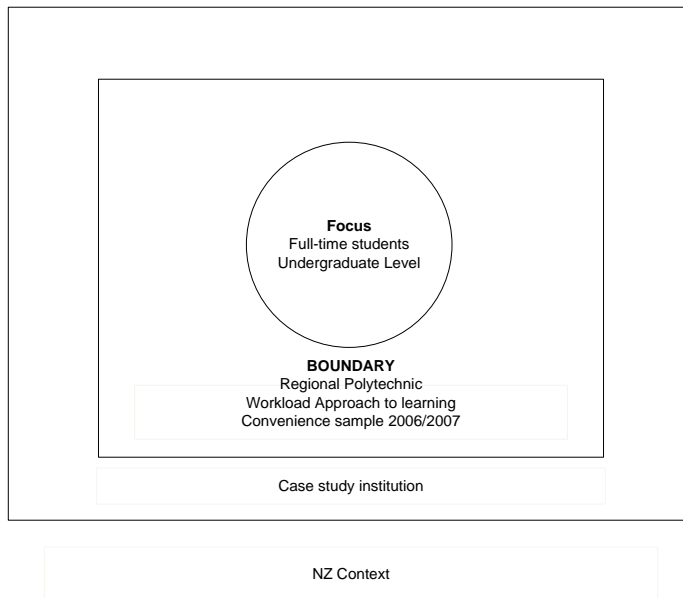 Focus
Full-time students
Undergraduate Level
BOUNDARY
Regional Polytechnic
Workload Approach to learning
Convenience sample 2006/2007
Case study institution
NZ Context